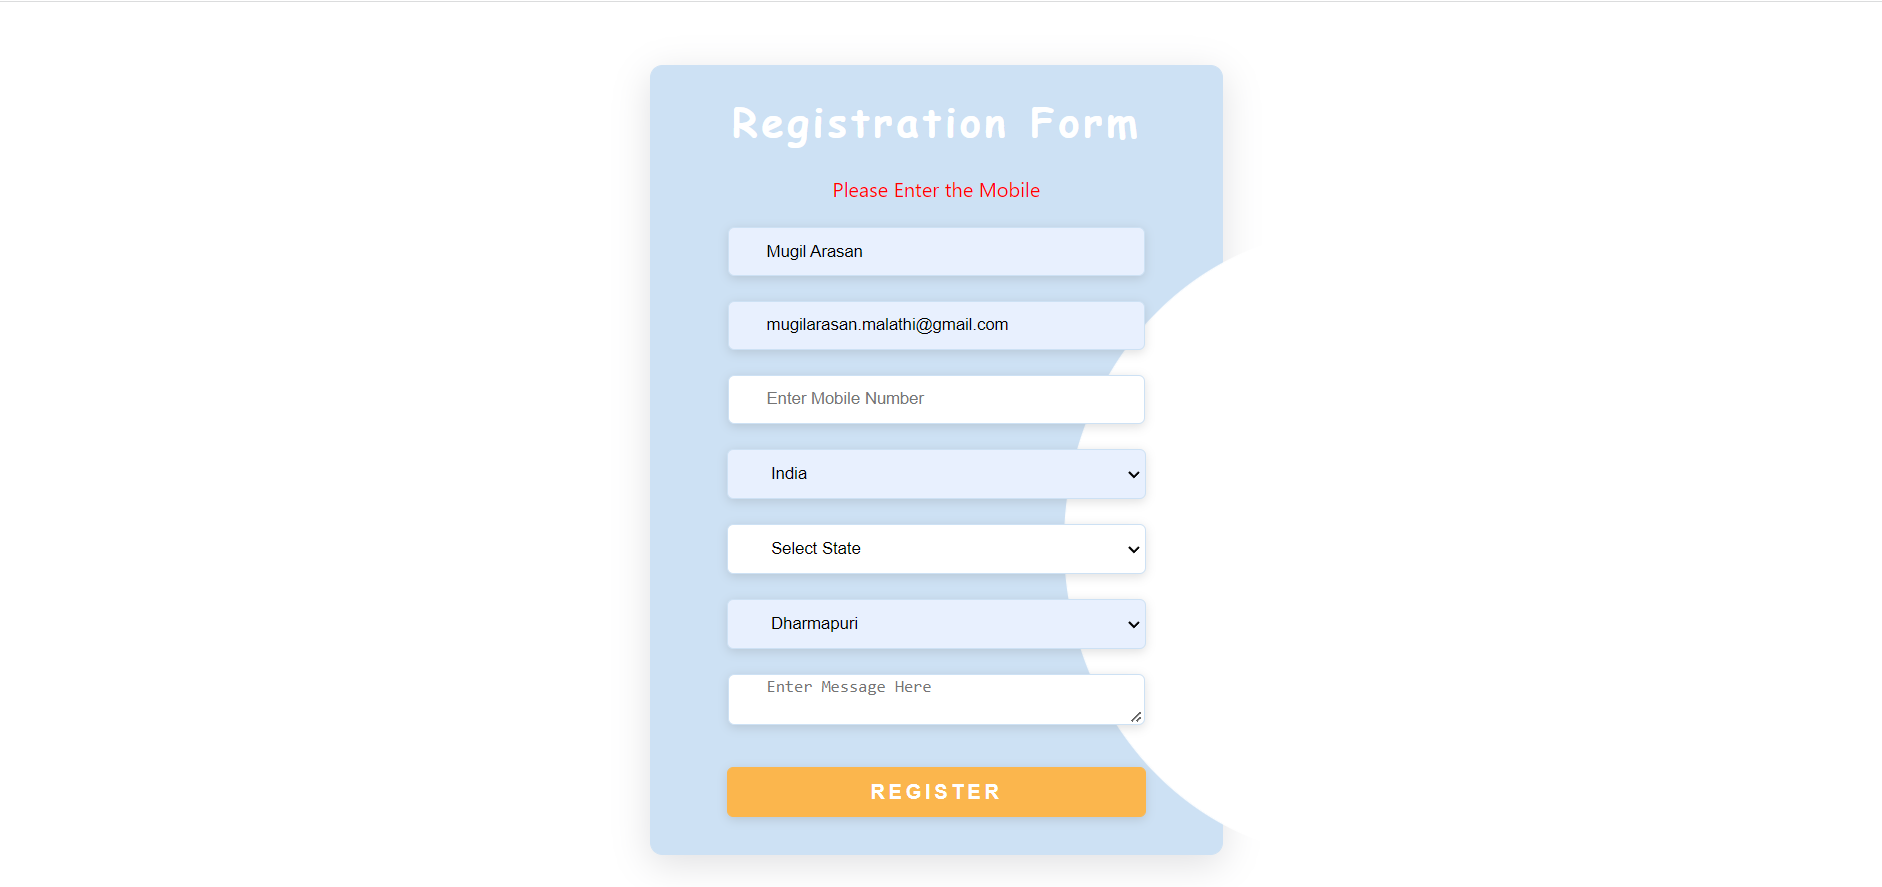 Registration Form
Please Enter the Mobile
Mugil Arasan
mugilarasan.malathi@gmail.com
Enter Mobile Number
India
Select State
Dharmapuri
Enter Message Here
REGISTER